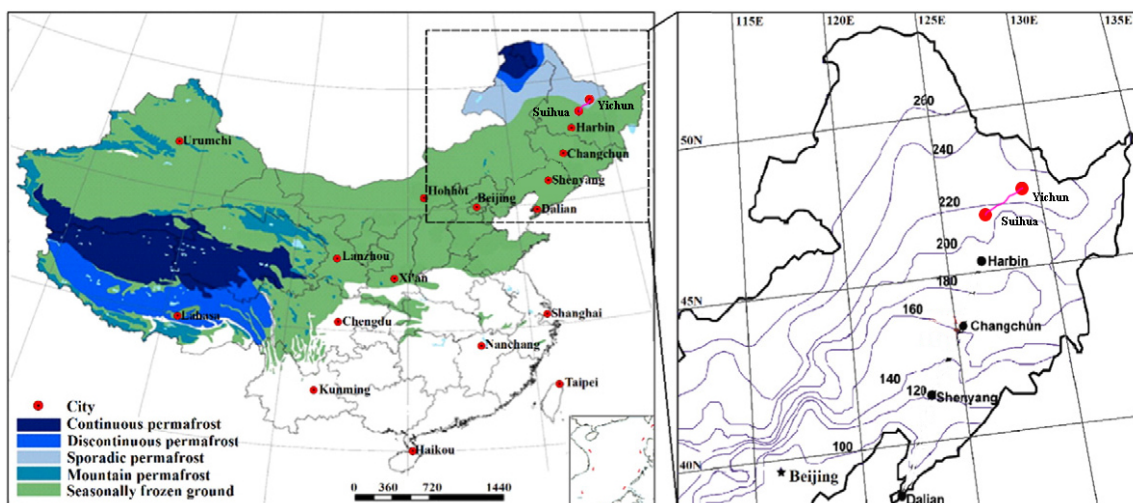 Yichun
Suihua
Harbin
Urumchi
Changchun
Shenyang
Hohhot
Beijing
Dalian
Lanzhou
Xi'an
Lahasa
Chengdu
Shanghai
Nanchang
Kunming
Taipei
Haikou
City
Continuous permafrost
Discontinuous permafrost
Sporadic permafrost
Mountain permafrost
Seasonally frozen ground
0 360 720 1440
115E 120E 125E 130E 135E
260
50N
240
Yichun
220
Suihua
200
Harbin
180
45N
160
Changchun
140
120
Shenyang
100
40N
Beijing
Dalian